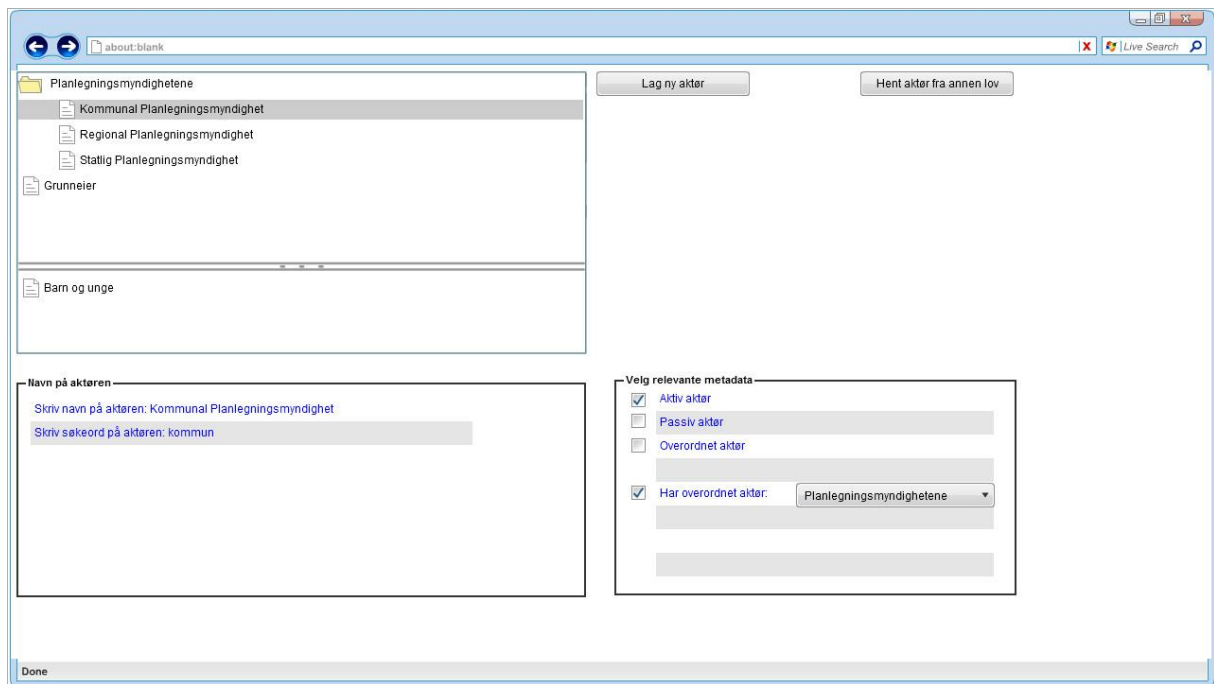 about:blank
Live Search
Planlegningsmyndighetene
Kommunal Planlegningsmyndighet
Regional Planlegningsmyndighet
Statlig Planlegningsmyndighet
Grunneier
Barn og unge
Lag ny aktør
Hent aktør fra annen lov
Navn på aktøren
Skriv navn på aktøren: Kommunal Planlegningsmyndighet
Skriv søkeord på aktøren: kommun
Velg relevante metadata
Aktiv aktør
Passiv aktør
Overordnet aktør
Har overordnet aktør:
Planlegningsmyndighetene
Done